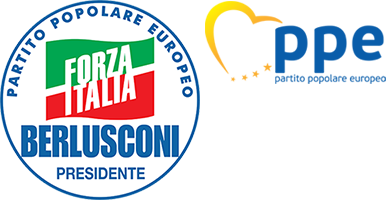 PARTITO POPOLARE EUROPEO
FORZA
ITALIA
BERLUSCONI
PRESIDENTE
ppe
partito popolare europeo